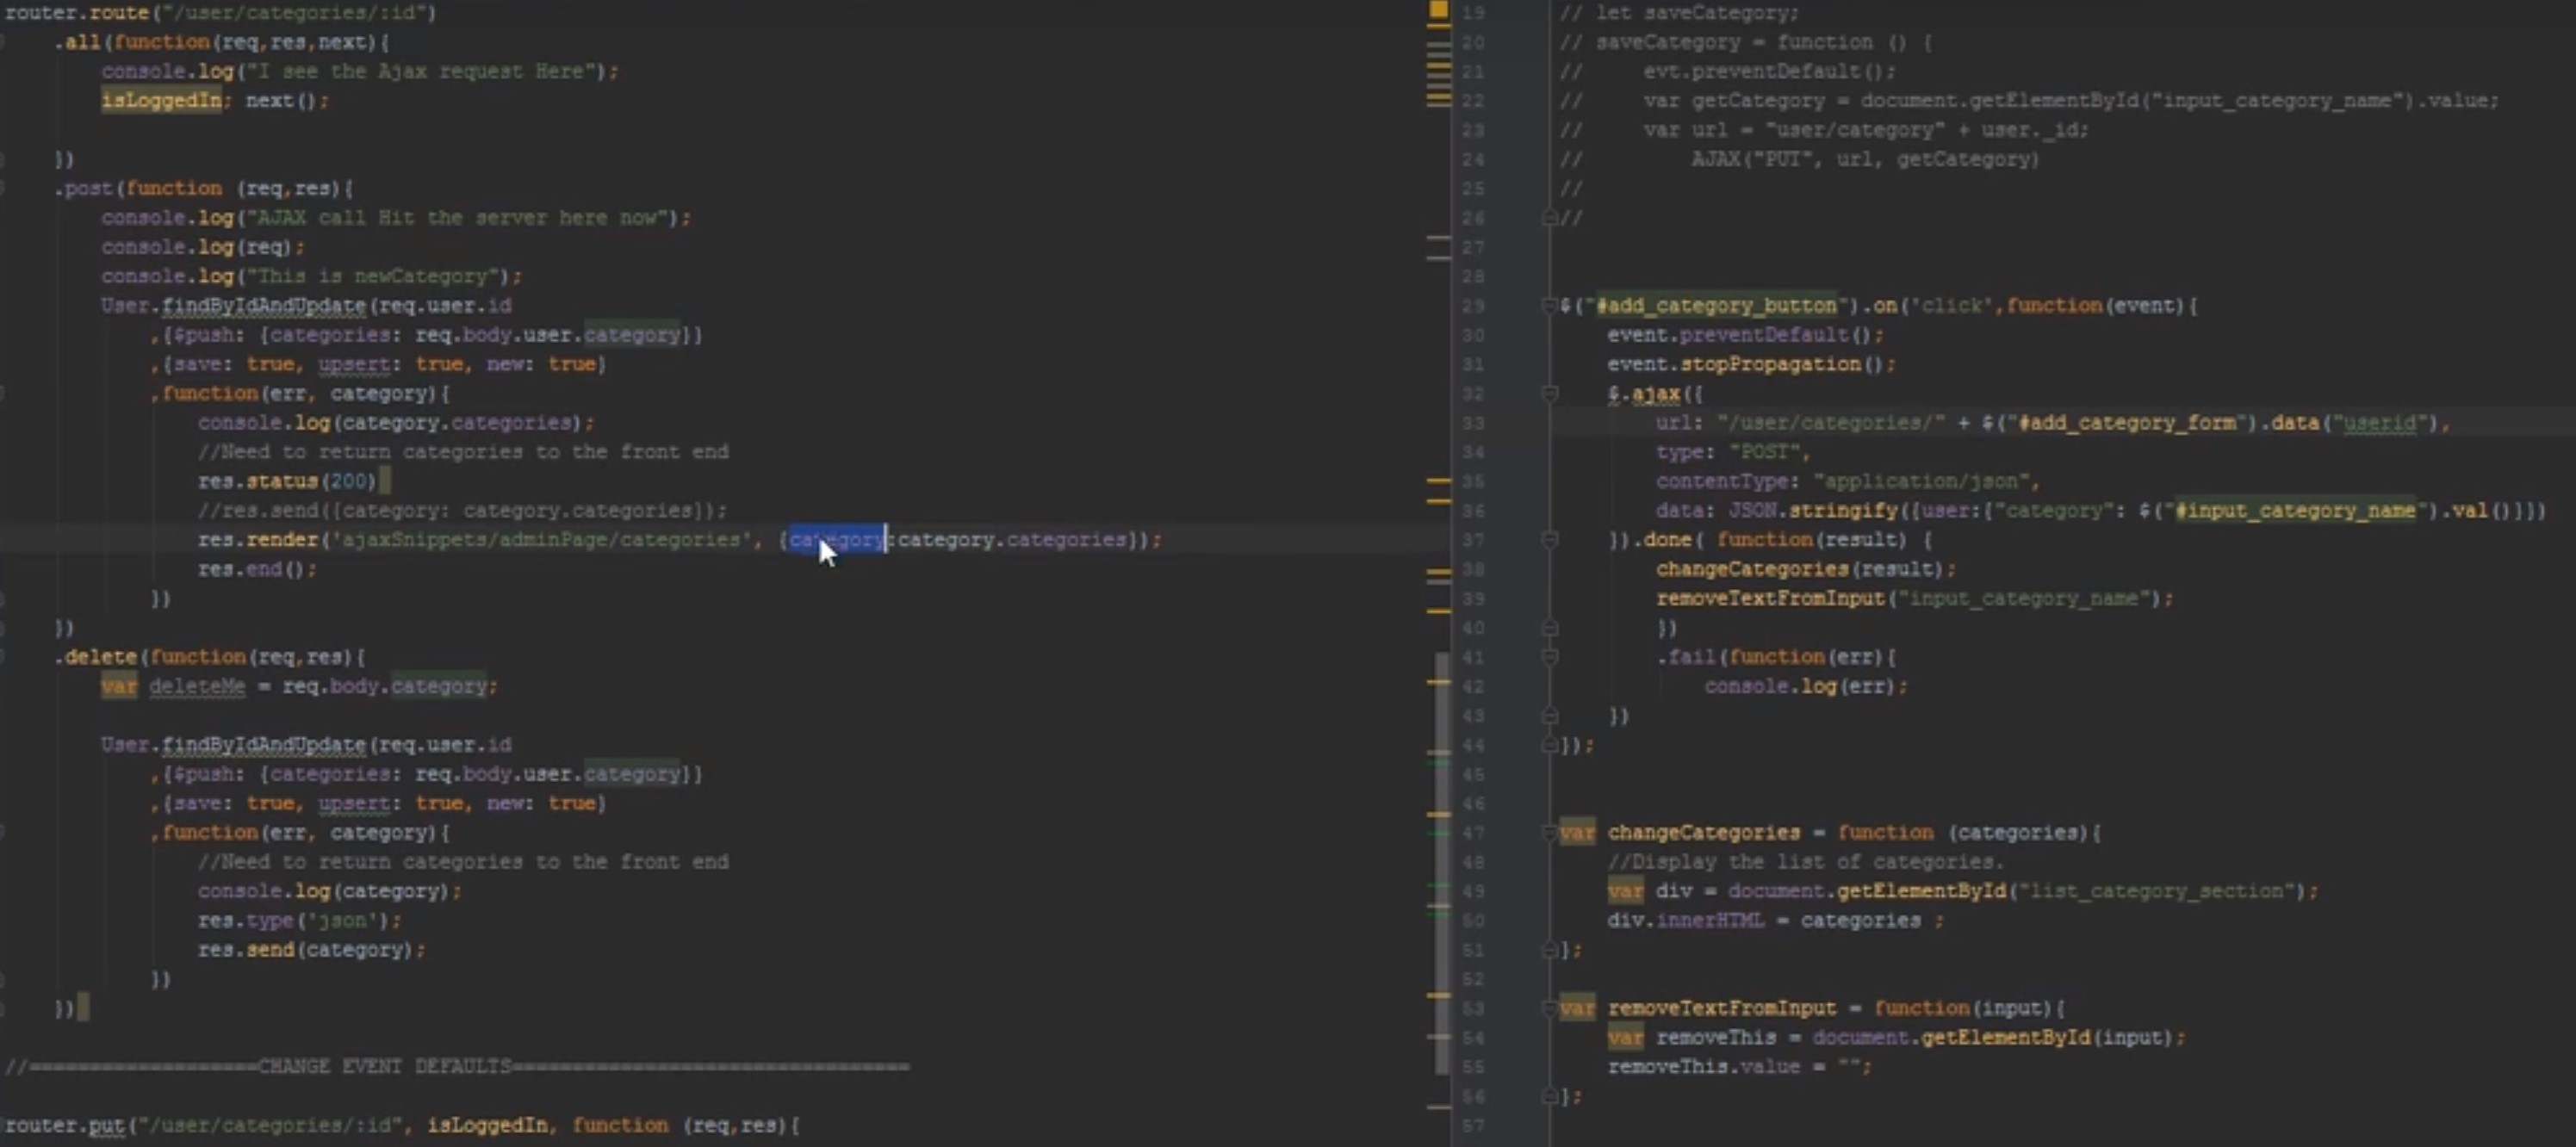 router.route("/user/categories/:id")
.all(function(req,res,next){
console.log("I see the Ajax request Here");
isLoggedIn; next();
})
.post(function (req,res){
console.log("AJAX call Hit the server here now");
console.log(req);
console.log("This is newCategory");
User.findByIdAndUpdate(req.user.id
,{$push: {categories: req.body.user.category}}
,{save: true, upsert: true, new: true}
,function(err, category){
console.log(category.categories);
//Need to return categories to the front end
res.status(200)
//res.send({category: category.categories});
res.render('ajaxSnippets/adminPage/categories', {category:category.categories});
res.end();
})
})
.delete(function(req,res){
var deleteMe = req.body.category;
User.findByIdAndUpdate(req.user.id
,{$push: {categories: req.body.user.category}}
,{save: true, upsert: true, new: true}
,function(err, category){
//Need to return categories to the front end
console.log(category);
res.type('json');
res.send(category);
})
})
//===================CHANGE EVENT DEFAULTS=================================
router.put("/user/categories/:id", isLoggedIn, function (req,res){
19 // let saveCategory;
20 // saveCategory = function () {
21 // evt.preventDefault();
22 // var getCategory = document.getElementById("input_category_name").value;
23 // var url = "user/category" + user._id;
24 // AJAX("PUT", url, getCategory)
25 //
26 //
27
28
29 $("#add_category_button").on('click',function(event){
30 event.preventDefault();
31 event.stopPropagation();
32 $.ajax({
33 url: "/user/categories/" + $("#add_category_form").data("userid"),
34 type: "POST",
35 contentType: "application/json",
36 data: JSON.stringify({user:{"category": $("#input_category_name").val()}})
37 }).done( function(result) {
38 changeCategories(result);
39 removeTextFromInput("input_category_name");
40 })
41 .fail(function(err){
42 console.log(err);
43 })
44 });
45
46
47 var changeCategories = function (categories){
48 //Display the list of categories.
49 var div = document.getElementById("list_category_section");
50 div.innerHTML = categories ;
51 };
52
53 var removeTextFromInput = function(input){
54 var removeThis = document.getElementById(input);
55 removeThis.value = "";
56 };
57